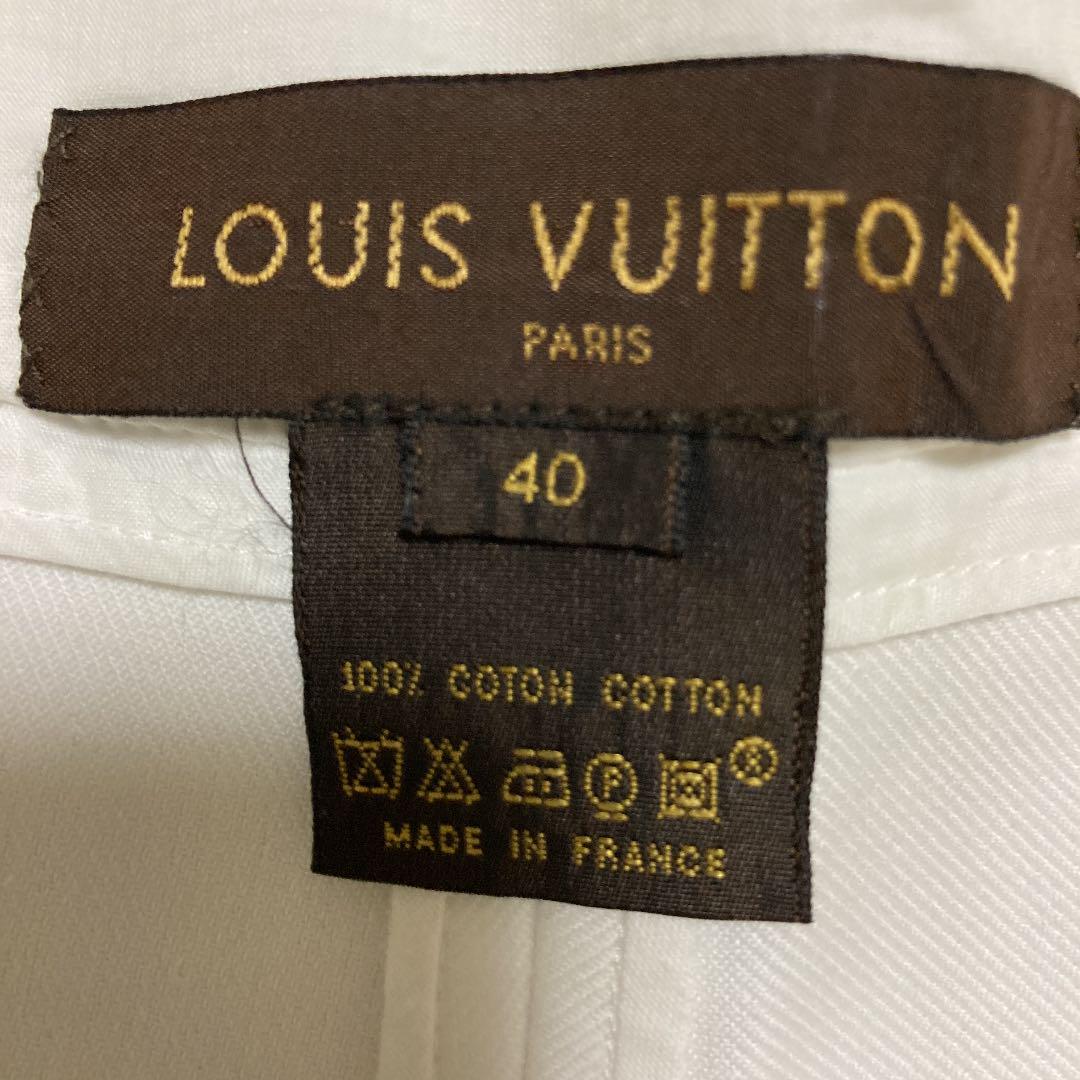 LOUIS VUITTON
PARIS
40
100% COTON COTTON
P
®
MADE IN FRANCE